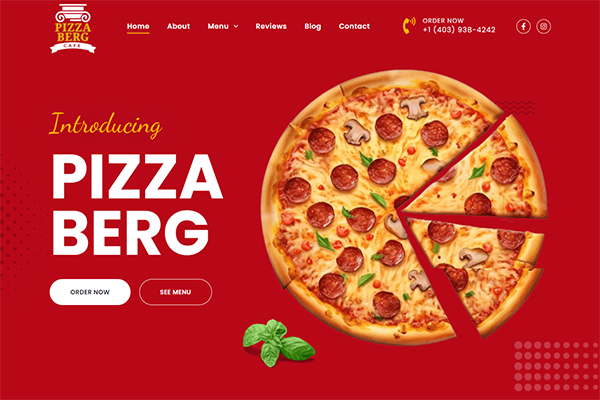 PIZZA
BERG
CAFE
Home About Menu Reviews Blog Contact
ORDER NOW
+1 (403) 938-4242
Introducing
PIZZA
BERG
ORDER NOW SEE MENU